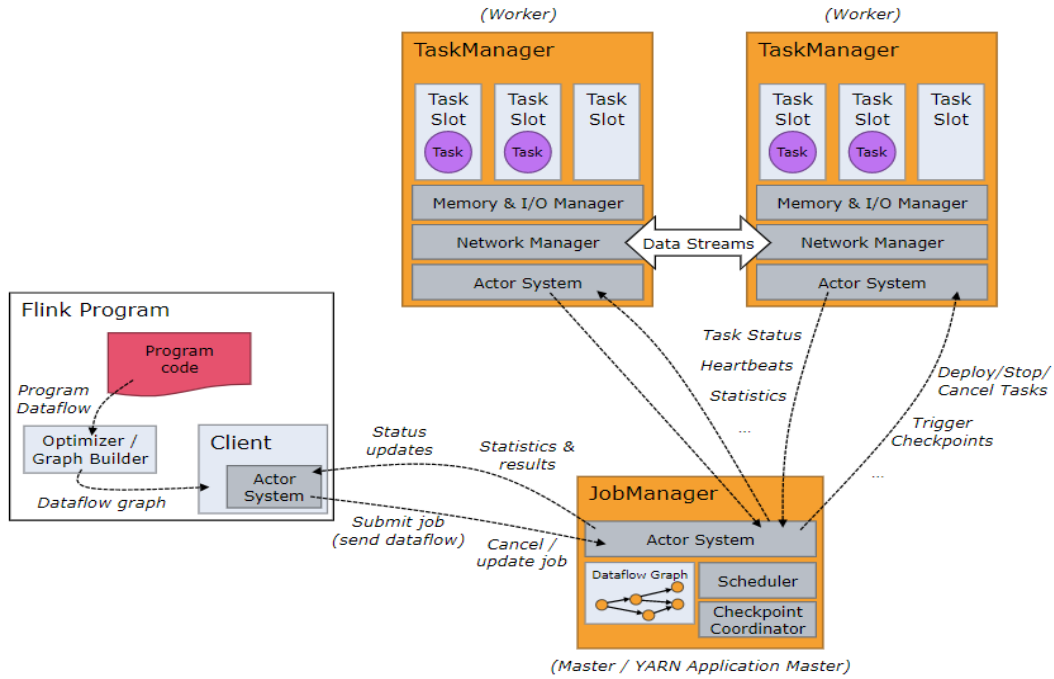 (Worker)
TaskManager
Task
Slot
Task
Task
Slot
Task
Task
Slot
Memory & I/O Manager
Network Manager
Actor System
(Worker)
TaskManager
Task
Slot
Task
Task
Slot
Task
Task
Slot
Memory & I/O Manager
Network Manager
Actor System
Data Streams
Flink Program
Program
code
Program
Dataflow
Optimizer /
Graph Builder
Dataflow graph
Client
Actor
System
Status
updates
Statistics &
results
Submit job
(send dataflow)
Cancel /
update job
Task Status
Heartbeats
Statistics
...
Deploy/Stop/
Cancel Tasks
Trigger
Checkpoints
...
JobManager
Actor System
Dataflow Graph
Scheduler
Checkpoint
Coordinator
(Master / YARN Application Master)